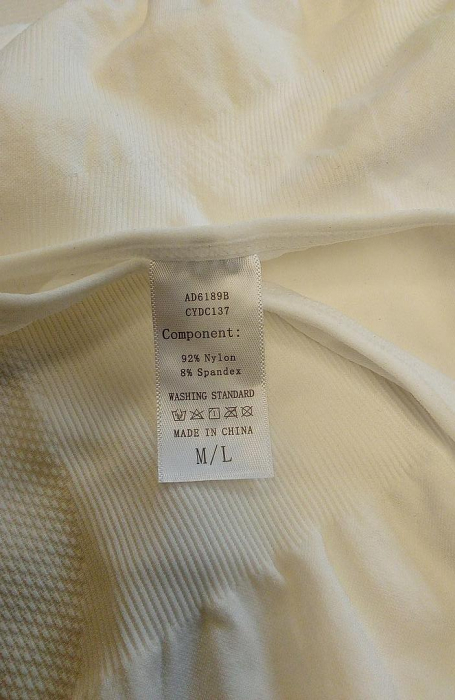 AD6189B
CYDC137
Component:
92% Nylon
8% Spandex
WASHING STANDARD
MADE IN CHINA
M/L